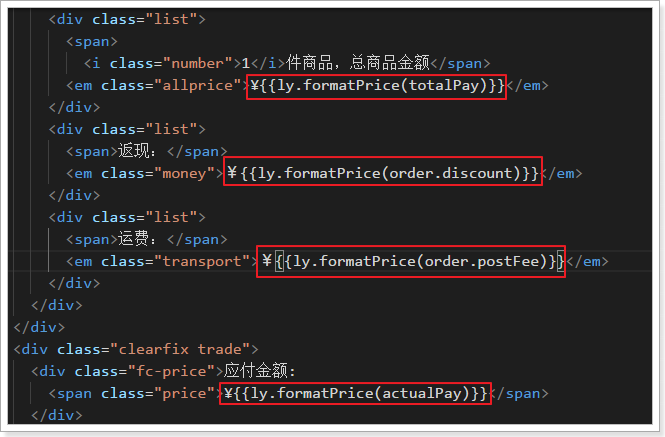 <div class="list">
<span>
<i class="number">1</i>件商品，总商品金额</span>
<em class="allprice">¥{{ly.formatPrice(totalPay)}}</em>
</div>
<div class="list">
<span>返现：</span>
<em class="money">￥{{ly.formatPrice(order.discount)}}</em>
</div>
<div class="list">
<span>运费：</span>
<em class="transport">￥{{ly.formatPrice(order.postFee)}}</em>
</div>
</div>
</div>
<div class="clearfix trade">
<div class="fc-price">应付金额:
<span class="price">¥{{ly.formatPrice(actualPay)}}</span>
</div>